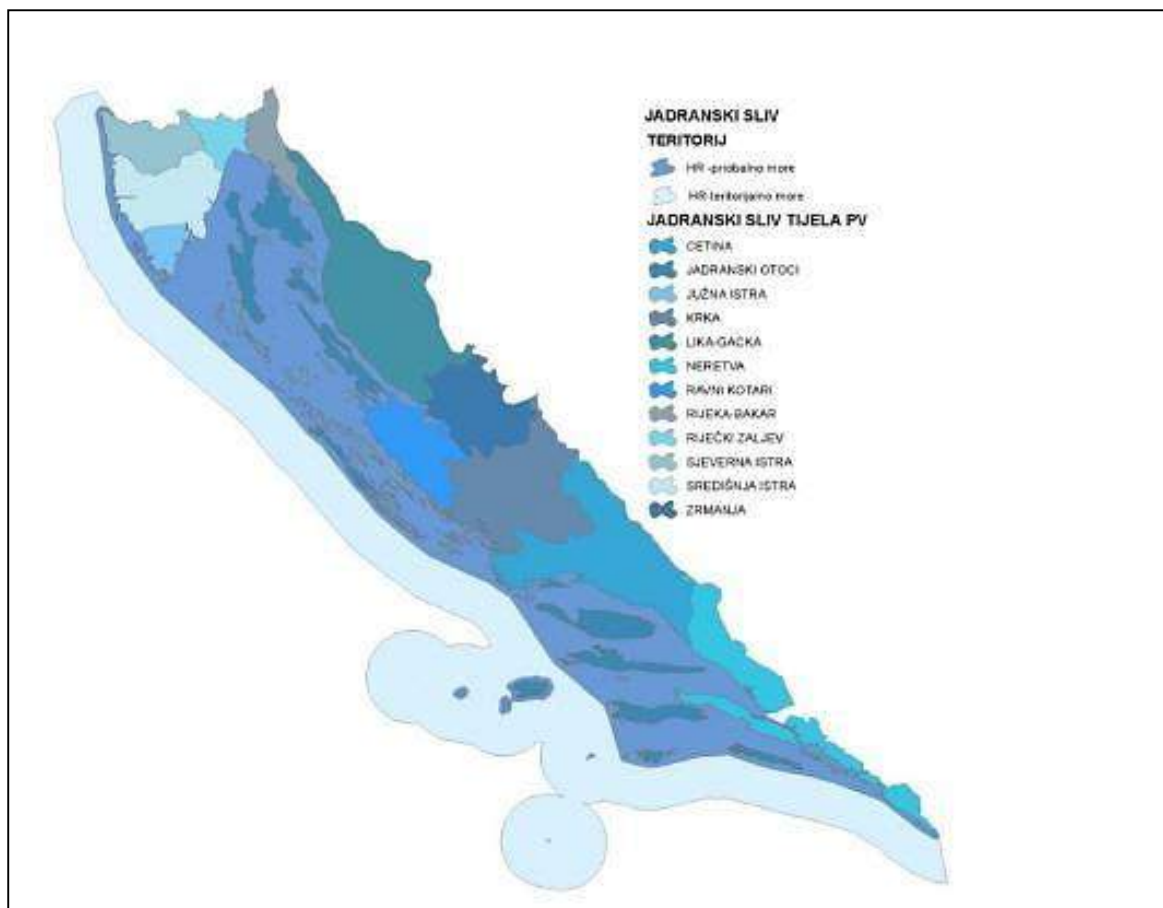 JADRANSKI SLIV
TERITORIJ
HR -priobalno more
HR-teritorijalno more
JADRANSKI SLIV TIJELA PV
CETINA
JADRANSKI OTOCI
JUŽNA ISTRA
KRKA
LIKA-GACKA
NERETVA
RAVNI KOTARI
RIJEKA-BAKAR
RIJEČKI ZALJEV
SJEVERNA ISTRA
SREDIŠNJA ISTRA
ZRMANJA